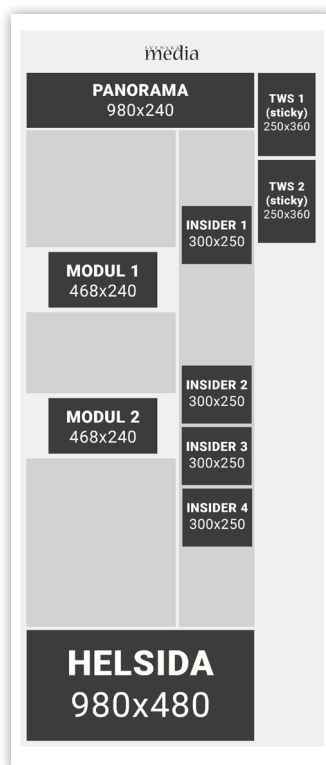 SVENSKA
media
PANORAMA
980x240
TWS 1
(sticky)
250x360
TWS 2
(sticky)
250x360
INSIDER 1
300x250
MODUL 1
468x240
INSIDER 2
300x250
MODUL 2
468x240
INSIDER 3
300x250
INSIDER 4
300x250
HELSIDA
980x480